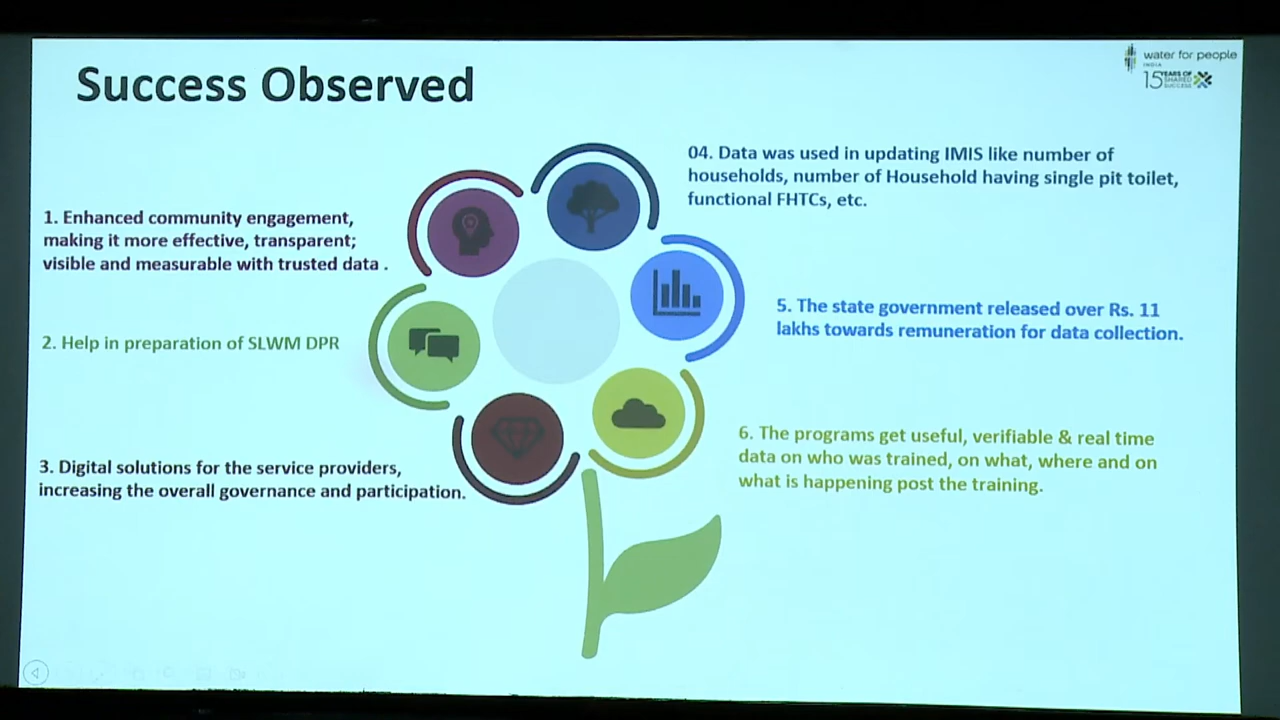 Success Observed
water for people
INDIA
15 YEARS OF
SHARED
SUCCESS
1. Enhanced community engagement,
making it more effective, transparent;
visible and measurable with trusted data .
2. Help in preparation of SLWM DPR
3. Digital solutions for the service providers,
increasing the overall governance and participation.
04. Data was used in updating IMIS like number of
households, number of Household having single pit toilet,
functional FHTCs, etc.
5. The state government released over Rs. 11
lakhs towards remuneration for data collection.
6. The programs get useful, verifiable & real time
data on who was trained, on what, where and on
what is happening post the training.